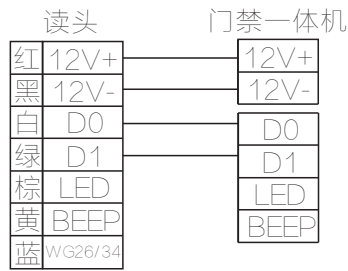 读头 门禁一体机
红 12V+ 12V+
黑 12V- 12V-
白 D0 D0
绿 D1 D1
棕 LED LED
黄 BEEP BEEP
蓝 WG26/34